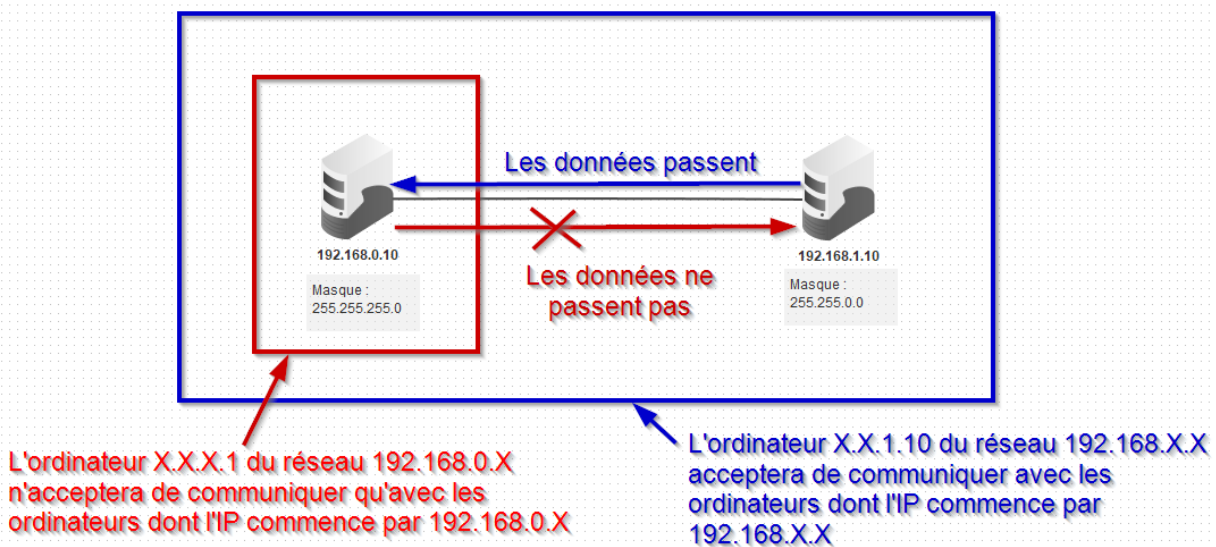 Les données passent
192.168.0.10
192.168.1.10
Les données ne
passent pas
Masque :
255.255.255.0
Masque :
255.255.0.0
L'ordinateur X.X.X.1 du réseau 192.168.0.X
n'acceptera de communiquer qu'avec les
ordinateurs dont l'IP commence par 192.168.0.X
L'ordinateur X.X.1.10 du réseau 192.168.X.X
acceptera de communiquer avec les
ordinateurs dont l'IP commence par
192.168.X.X